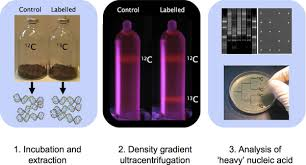 Control Labelled
¹²C ¹³C
Control Labelled
¹²C ¹²C
¹³C
1. Incubation and
extraction
2. Density gradient
ultracentrifugation
3. Analysis of
'heavy' nucleic acid